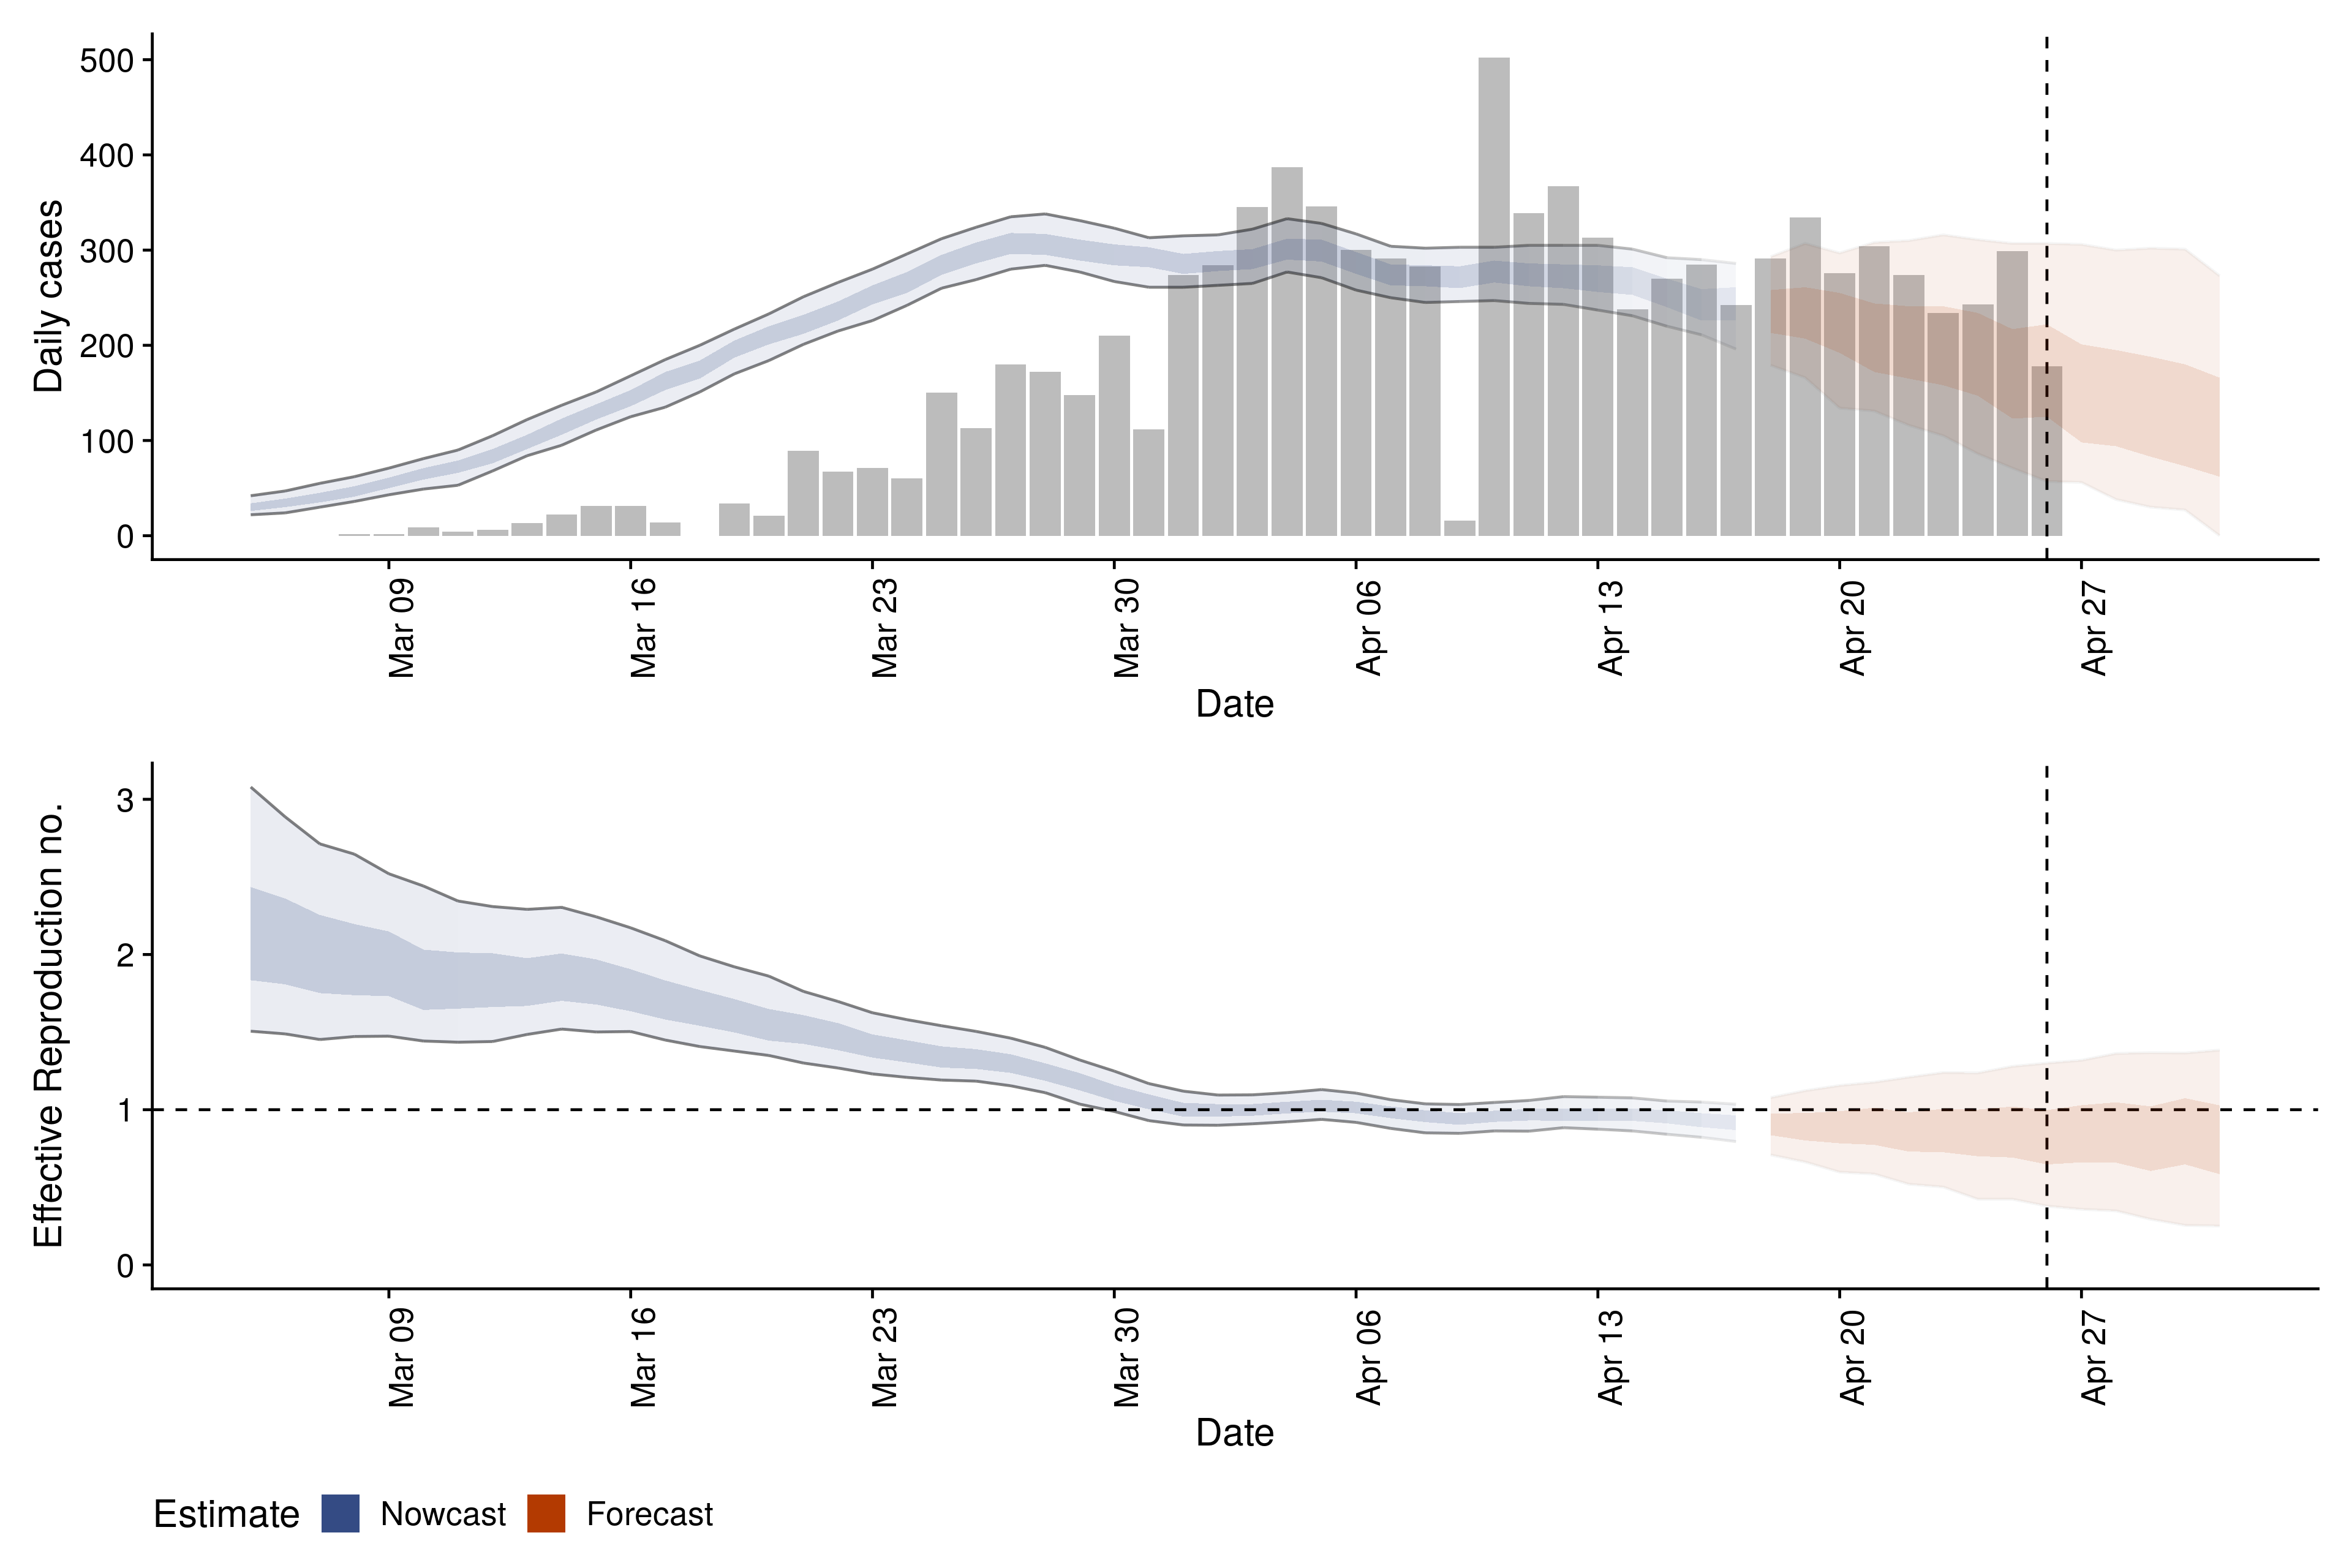 500
400
300
200
100
0
Daily cases
Mar 09
Mar 16
Mar 23
Mar 30
Apr 06
Apr 13
Apr 20
Apr 27
Date
3
2
1
0
Effective Reproduction no.
Mar 09
Mar 16
Mar 23
Mar 30
Apr 06
Apr 13
Apr 20
Apr 27
Date
Estimate Nowcast Forecast